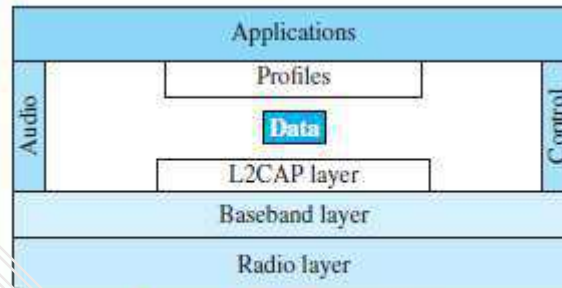 Applications
Profiles
Audio
Data
Control
L2CAP layer
Baseband layer
Radio layer